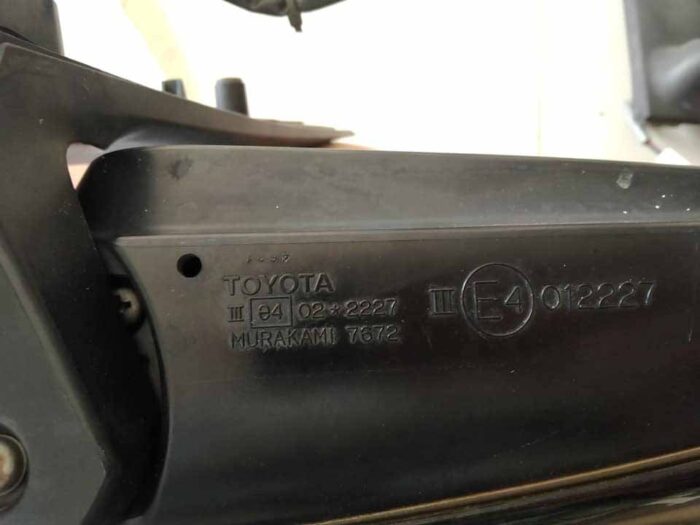 TOYOTA
III e4 02*2227
MURAKAMI 7672
III E4 012227